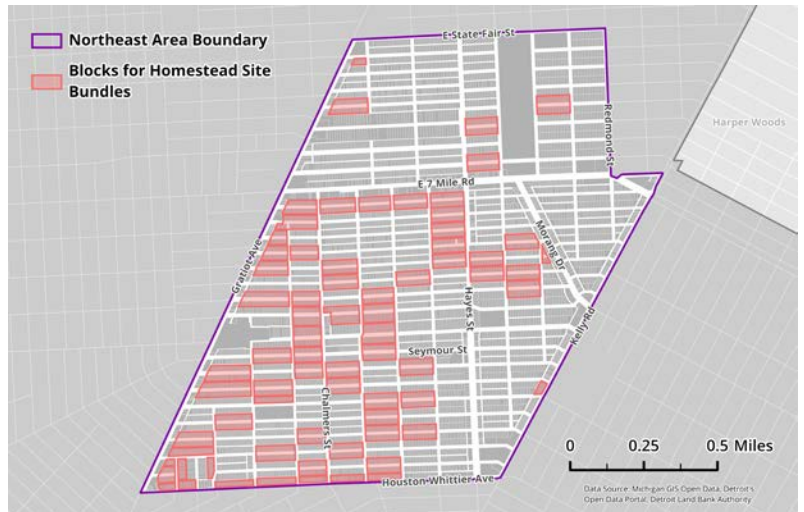 Northeast Area Boundary
Blocks for Homestead Site
Bundles
E State Fair St
Redmond St
Harper Woods
E 7 Mile Rd
Morang Dr
Gratiot Ave
Hayes St
Kelly Rd
Seymour St
Chalmers St
Houston Whittier Ave
0 0.25 0.5 Miles
Data Source: Michigan GIS Open Data, Detroit's
Open Data Portal, Detroit Land Bank Authority